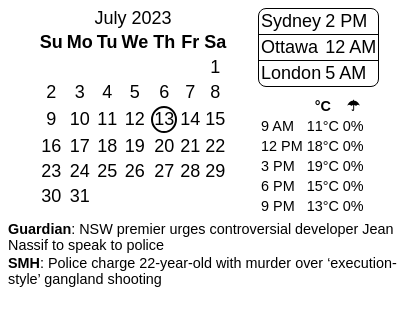 July 2023
Su Mo Tu We Th Fr Sa
1
2 3 4 5 6 7 8
9 10 11 12 13 14 15
16 17 18 19 20 21 22
23 24 25 26 27 28 29
30 31
Sydney 2 PM
Ottawa 12 AM
London 5 AM
°C ☂
9 AM 11°C 0%
12 PM 18°C 0%
3 PM 19°C 0%
6 PM 15°C 0%
9 PM 13°C 0%
Guardian: NSW premier urges controversial developer Jean
Nassif to speak to police
SMH: Police charge 22-year-old with murder over ‘execution-
style’ gangland shooting